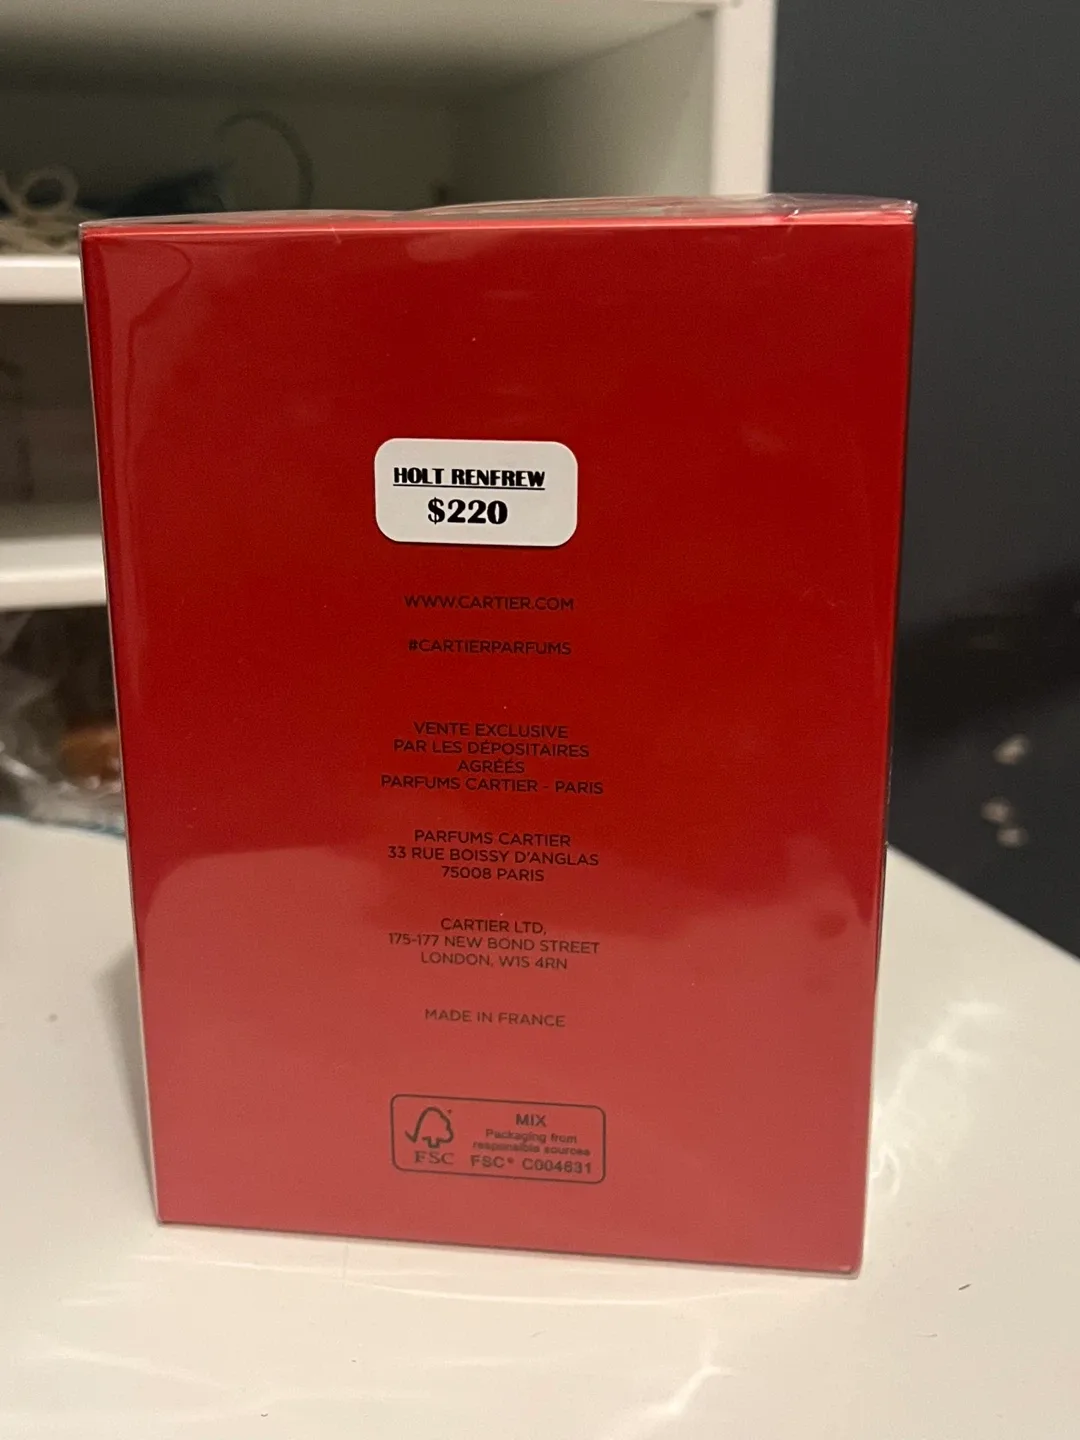 HOLT RENFREW
$220
WWW.CARTIER.COM
#CARTIERPARFUMS
VENTE EXCLUSIVE
PAR LES DÉPOSITAIRES
AGRÉÉS
PARFUMS CARTIER - PARIS
PARFUMS CARTIER
33 RUE BOISSY D'ANGLAS
75008 PARIS
CARTIER LTD,
175-177 NEW BOND STREET
LONDON, W1S 4RN
MADE IN FRANCE
MIX
Packaging from
responsible sources
FSC
FSC® C004631